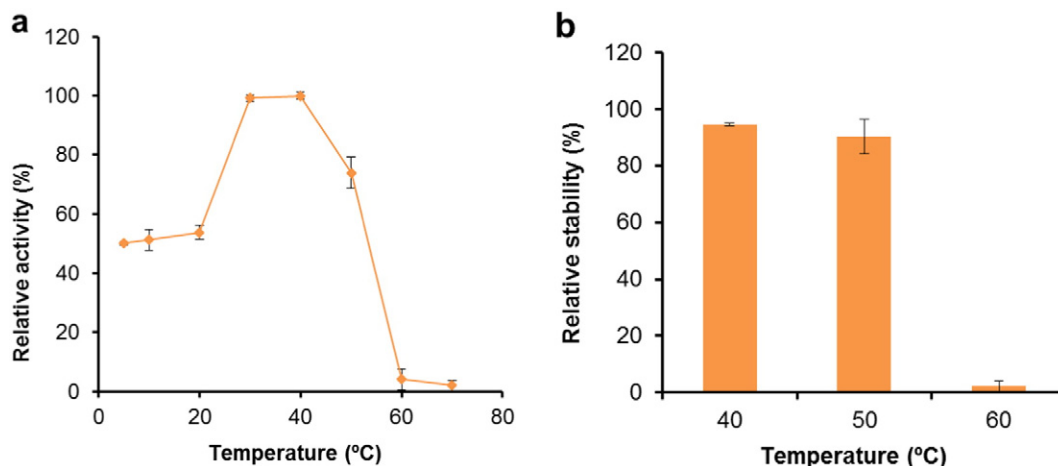 a
120
100
80
60
40
20
0
Relative activity (%)
0 20 40 60 80
Temperature (ºC)
b
120
100
80
60
40
20
0
Relative stability (%)
40 50 60
Temperature (ºC)